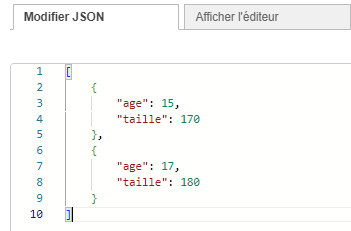 Modifier JSON
Afficher l'éditeur
1 [
2 {
3 "age": 15,
4 "taille": 170
5 },
6 {
7 "age": 17,
8 "taille": 180
9 }
10 ]